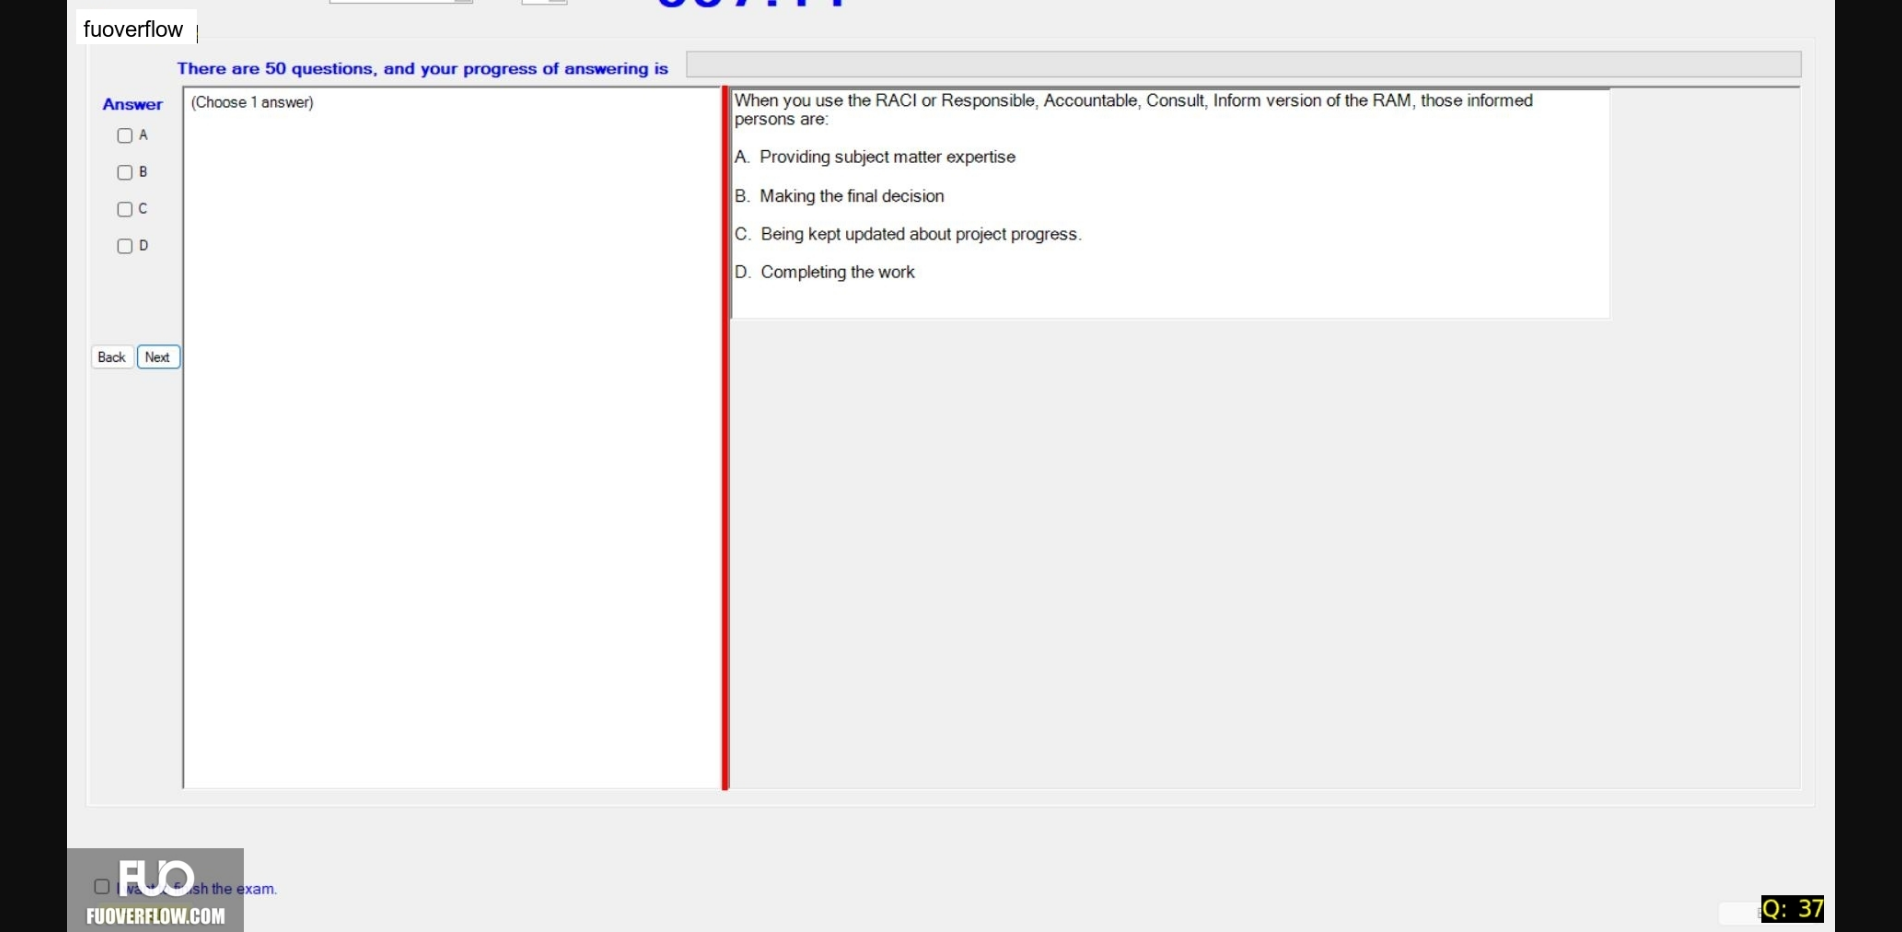 fuoverflow
There are 50 questions, and your progress of answering is
Answer
(Choose 1 answer)
A
B
C
D
Back
Next
When you use the RACI or Responsible, Accountable, Consult, Inform version of the RAM, those informed
persons are:
A. Providing subject matter expertise
B. Making the final decision
C. Being kept updated about project progress.
D. Completing the work
FUO
sh the exam.
FUOVERFLOW.COM
Q: 37